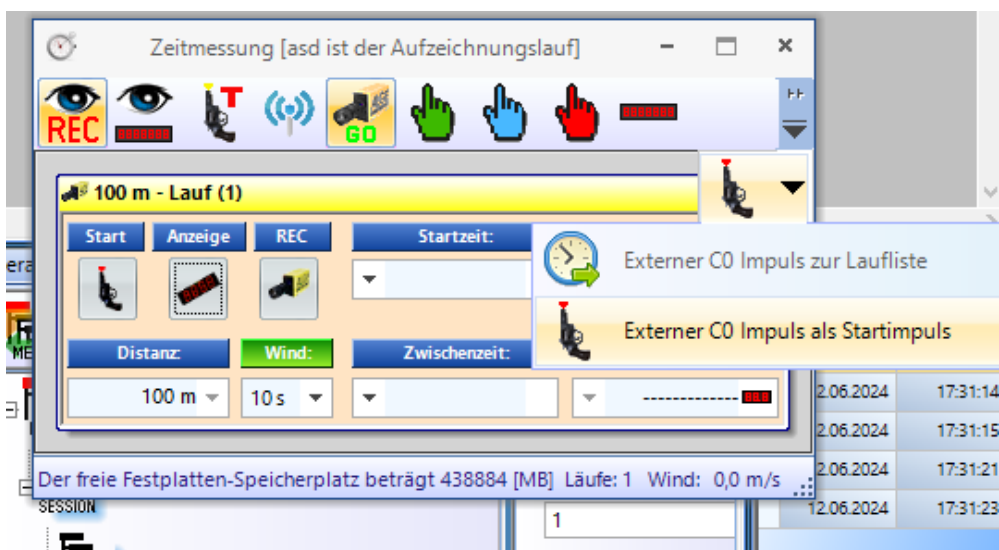 Zeitmessung [asd ist der Aufzeichnungslauf]
REC
T
GO
100 m - Lauf (1)
Start Anzeige REC Startzeit:
Externer C0 Impuls zur Laufliste
Externer C0 Impuls als Startimpuls
Distanz: Wind: Zwischenzeit:
100 m 10 s -------------
2.06.2024 17:31:14
2.06.2024 17:31:15
2.06.2024 17:31:21
12.06.2024 17:31:23
Der freie Festplatten-Speicherplatz beträgt 438884 [MB] Läufe: 1 Wind: 0,0 m/s
SESSION
1